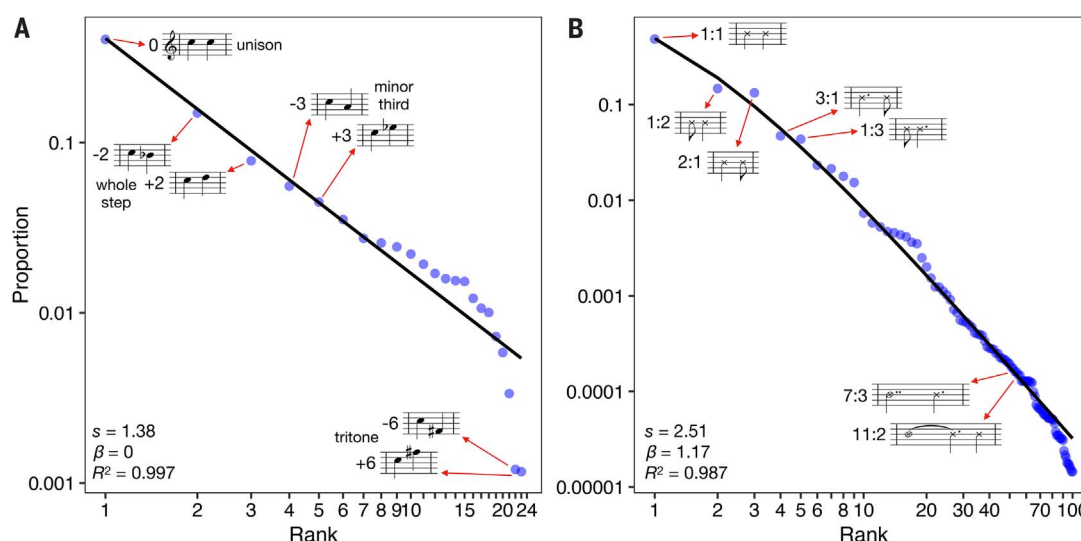 A
0
unison
-3
minor
third
+3
0.1
-2
whole
step
+2
Proportion
0.01
-6
tritone
+6
s = 1.38
β = 0
R² = 0.997
0.001
1 2 3 4 5 6 7 8 9 10 15 20 24
Rank
B
1:1
0.1
3:1
1:2
1:3
2:1
0.01
0.001
0.0001
7:3
11:2
s = 2.51
β = 1.17
R² = 0.987
0.00001
1 2 3 4 5 6 8 10 20 30 40 70 100
Rank